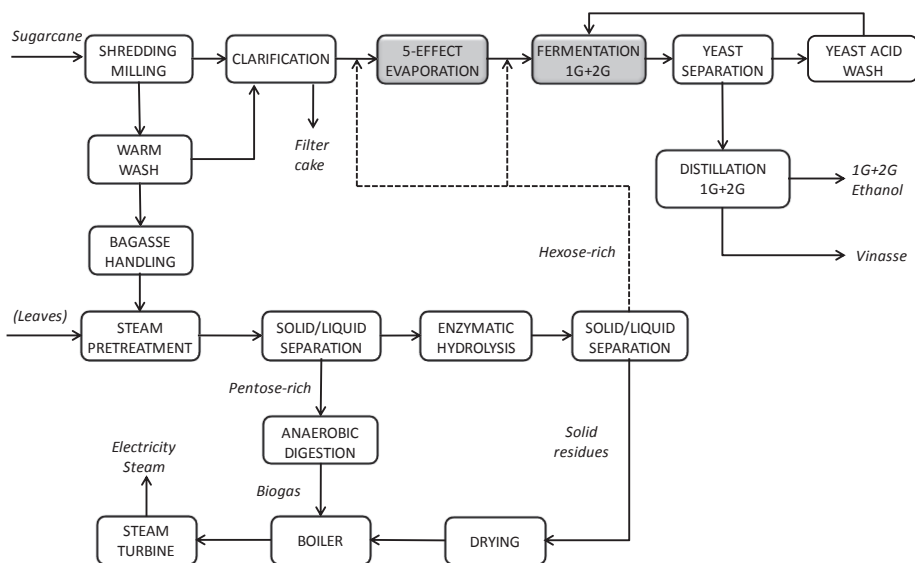 Sugarcane
SHREDDING
MILLING
CLARIFICATION
5-EFFECT
EVAPORATION
FERMENTATION
1G+2G
YEAST
SEPARATION
YEAST ACID
WASH
WARM
WASH
Filter
cake
DISTILLATION
1G+2G
1G+2G
Ethanol
BAGASSE
HANDLING
Hexose-rich
Vinasse
(Leaves)
STEAM
PRETREATMENT
SOLID/LIQUID
SEPARATION
ENZYMATIC
HYDROLYSIS
SOLID/LIQUID
SEPARATION
Pentose-rich
ANAEROBIC
DIGESTION
Solid
residues
Electricity
Steam
Biogas
STEAM
TURBINE
BOILER
DRYING